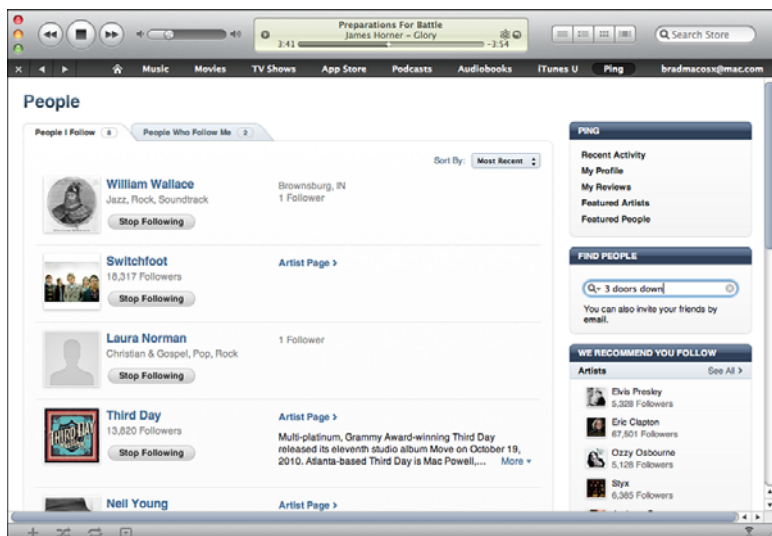 Preparations For Battle
James Horner – Glory
3:41
-3:54
Search Store
Music Movies TV Shows App Store Podcasts Audiobooks iTunes U Ping bradmacosx@mac.com
People
People I Follow 8
People Who Follow Me 2
Sort By: Most Recent
William Wallace
Jazz, Rock, Soundtrack
Stop Following
Brownsburg, IN
1 Follower
Switchfoot
18,317 Followers
Stop Following
Artist Page >
Laura Norman
Christian & Gospel, Pop, Rock
Stop Following
1 Follower
THIRD DAY
Third Day
13,820 Followers
Stop Following
Artist Page >
Multi-platinum, Grammy Award-winning Third Day
released its eleventh studio album Move on October 19,
2010. Atlanta-based Third Day is Mac Powell,... More
Neil Young
Artist Page >
PING
Recent Activity
My Profile
My Reviews
Featured Artists
Featured People
FIND PEOPLE
3 doors down
You can also invite your friends by
email.
WE RECOMMEND YOU FOLLOW
Artists See All >
Elvis Presley
5,328 Followers
Eric Clapton
67,501 Followers
Ozzy Osbourne
5,128 Followers
Styx
6,385 Followers